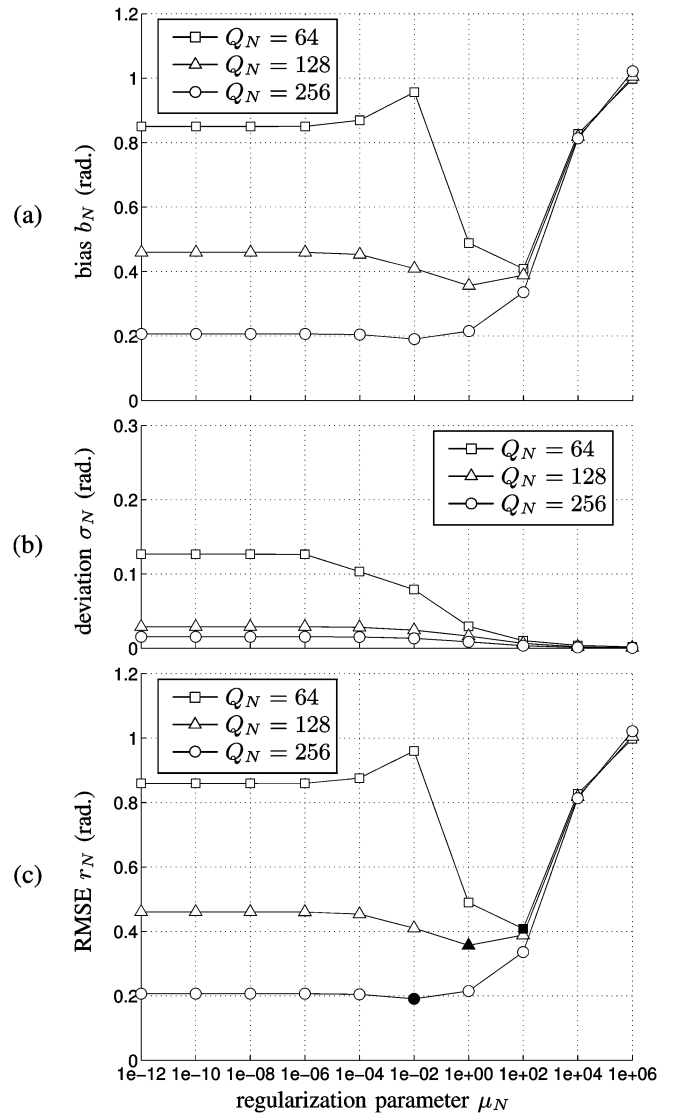 (a)
bias b_N (rad.)
1.2
1
0.8
0.6
0.4
0.2
0
Q_N = 64
Q_N = 128
Q_N = 256
(b)
deviation σ_N (rad.)
0.3
0.2
0.1
0
Q_N = 64
Q_N = 128
Q_N = 256
(c)
RMSE r_N (rad.)
1.2
1
0.8
0.6
0.4
0.2
0
Q_N = 64
Q_N = 128
Q_N = 256
1e-12 1e-10 1e-08 1e-06 1e-04 1e-02 1e+00 1e+02 1e+04 1e+06
regularization parameter μ_N